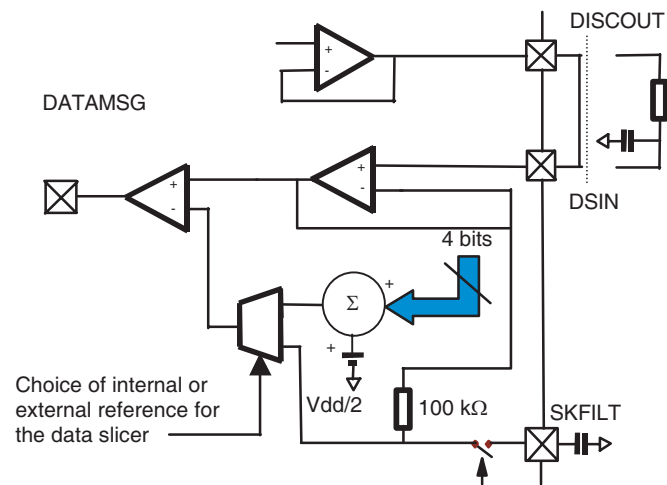 DISCOUT
+
-
DATAMSG
+
-
+
-
DSIN
4 bits
Σ
+
+
Vdd/2
Choice of internal or
external reference for
the data slicer
100 kΩ
SKFILT